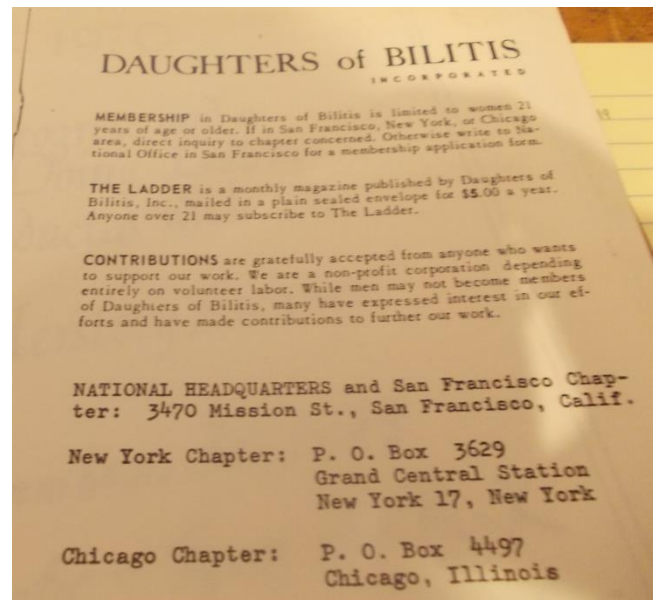 DAUGHTERS of BILITIS
INCORPORATED
MEMBERSHIP in Daughters of Bilitis is limited to women 21
years of age or older. If in San Francisco, New York, or Chicago
area, direct inquiry to chapter concerned. Otherwise write to Na-
tional Office in San Francisco for a membership application form.
THE LADDER is a monthly magazine published by Daughters of
Bilitis, Inc., mailed in a plain sealed envelope for $5.00 a year.
Anyone over 21 may subscribe to The Ladder.
CONTRIBUTIONS are gratefully accepted from anyone who wants
to support our work. We are a non-profit corporation depending
entirely on volunteer labor. While men may not become members
of Daughters of Bilitis, many have expressed interest in our ef-
forts and have made contributions to further our work.
NATIONAL HEADQUARTERS and San Francisco Chap-
ter: 3470 Mission St., San Francisco, Calif.
New York Chapter: P. O. Box 3629
Grand Central Station
New York 17, New York
Chicago Chapter: P. O. Box 4497
Chicago, Illinois